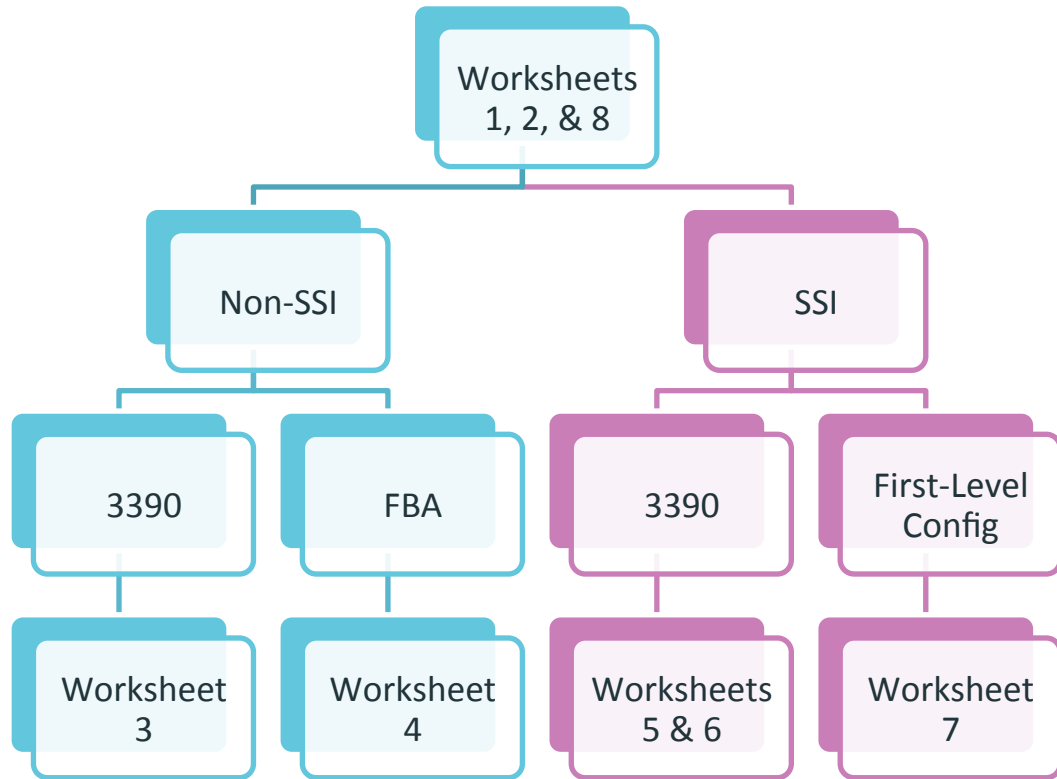 Worksheets
1, 2, & 8
Non-SSI
SSI
3390
FBA
3390
First-Level
Config
Worksheet
3
Worksheet
4
Worksheets
5 & 6
Worksheet
7